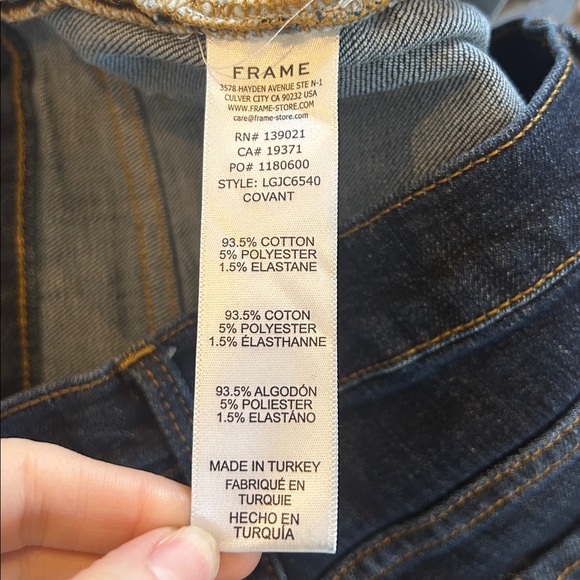 FRAME
3578 HAYDEN AVENUE STE N-1
CULVER CITY CA 90232 USA
WWW.FRAME-STORE.COM
care@frame-store.com
RN# 139021
CA# 19371
PO# 1180600
STYLE: LGJC6540
COVANT
93.5% COTTON
5% POLYESTER
1.5% ELASTANE
93.5% COTON
5% POLYESTER
1.5% ÉLASTHANNE
93.5% ALGODÓN
5% POLIESTER
1.5% ELASTÁNO
MADE IN TURKEY
FABRIQUÉ EN
TURQUIE
HECHO EN
TURQUÍA